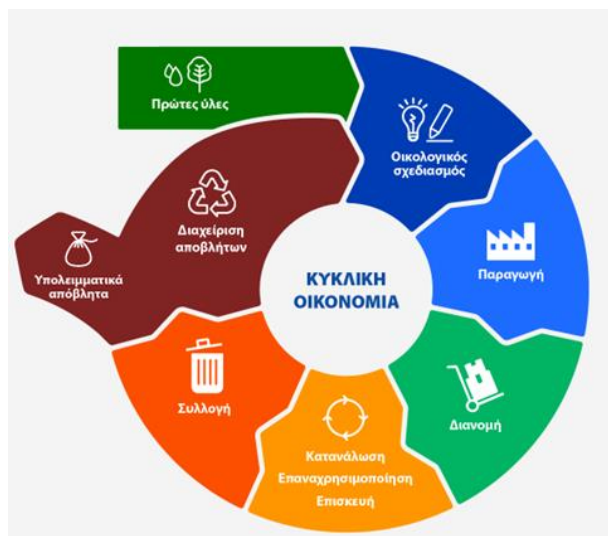 Πρώτες ύλες
Οικολογικός
σχεδιασμός
Παραγωγή
Διανομή
Κατανάλωση
Επαναχρησιμοποίηση
Επισκευή
Συλλογή
Διαχείριση
αποβλήτων
Υπολειμματικά
απόβλητα
ΚΥΚΛΙΚΗ
ΟΙΚΟΝΟΜΙΑ